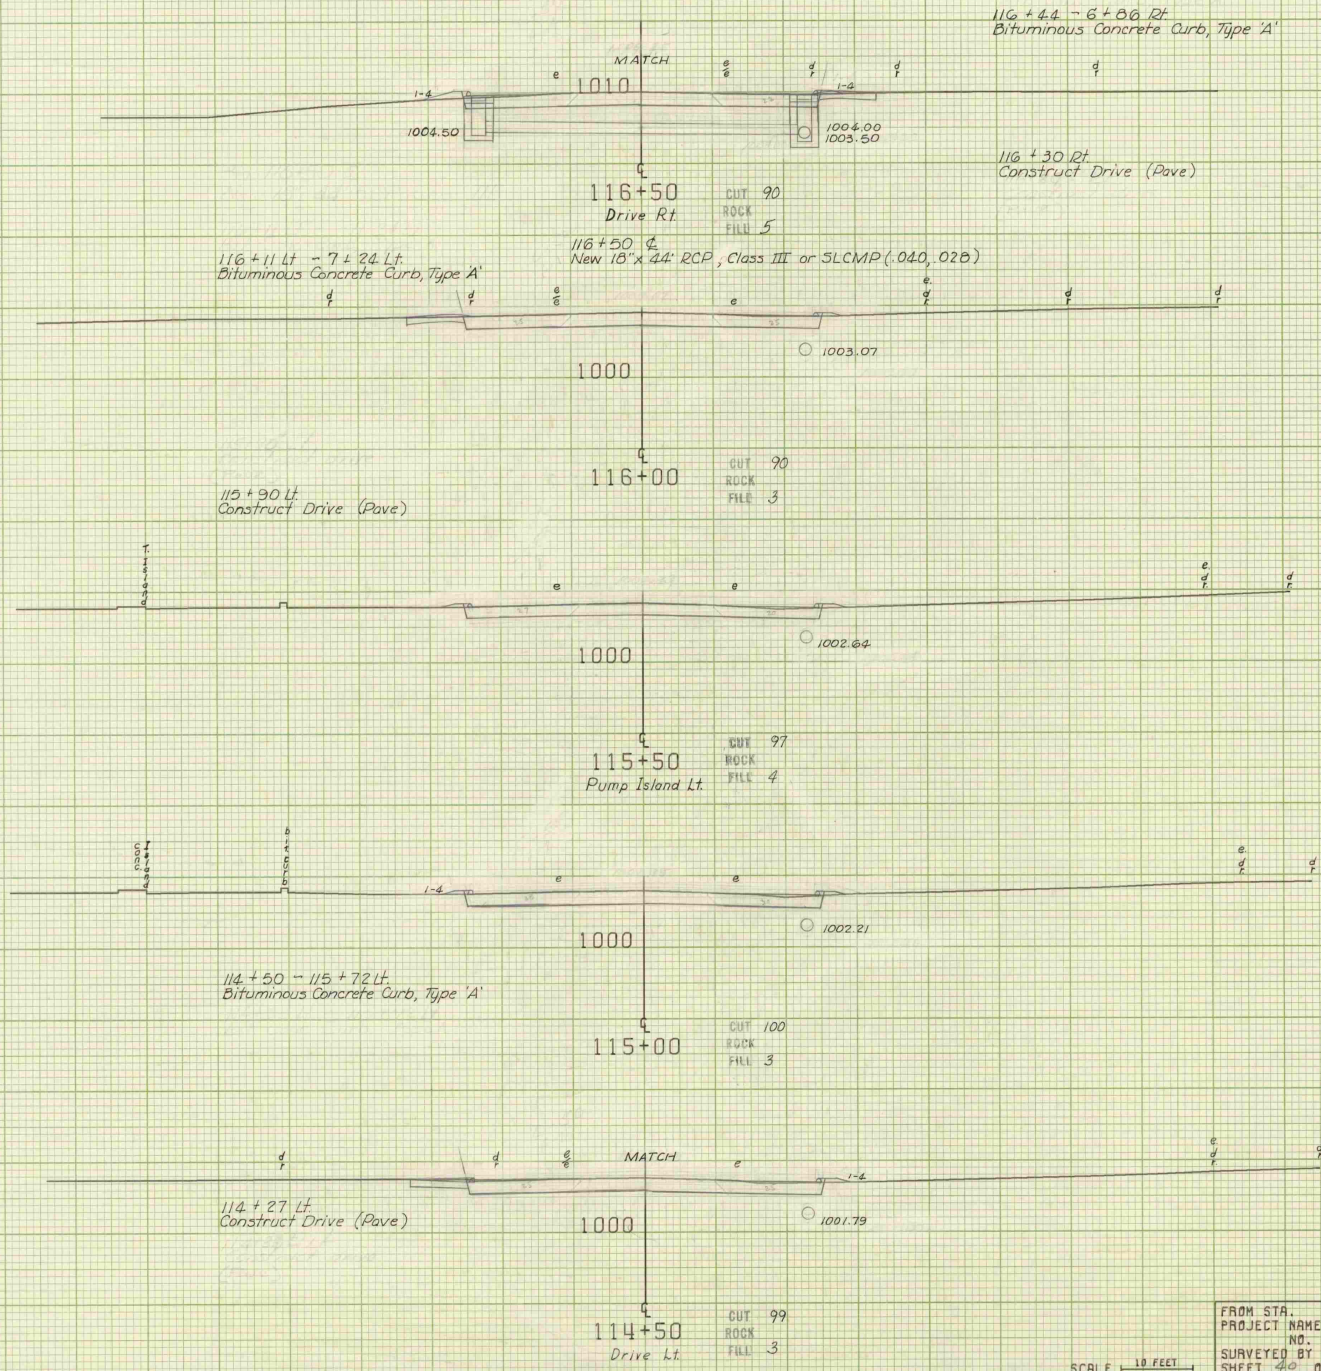 116 + 44 - 6 + 86 Rt.
Bituminous Concrete Curb, Type 'A'
MATCH
e
e/e
d r
d r
d r
1010
1-4
1-4
1004.50
1004.00
1003.50
116 + 30 Rt.
Construct Drive (Pave)
℄
116+50
Drive Rt.
CUT 90
ROCK
FILL 5
116 + 50 ℄
New 18" x 44' RCP, Class III or SLCMP (.040, 028)
116 + 11 Lt - 7 + 24 Lt.
Bituminous Concrete Curb, Type 'A'
d r
d r
e/e
e
e. d r
d r
d r
1003.07
1000
℄
116+00
CUT 90
ROCK
FILL 3
115 + 90 Lt.
Construct Drive (Pave)
T. Island
e
e
e. d r.
d r
1002.64
1000
℄
115+50
Pump Island Lt.
CUT 97
ROCK
FILL 4
conc. Island
bit curb
1-4
e
e
e. d r.
d
1002.21
1000
114 + 50 - 115 + 72 Lt.
Bituminous Concrete Curb, Type 'A'
℄
115+00
CUT 100
ROCK
FILL 3
d r
d r
e/e
MATCH
e
e. d r.
1-4
114 + 27 Lt.
Construct Drive (Pave)
1000
1001.79
℄
114+50
Drive Lt.
CUT 99
ROCK
FILL 3
SCALE 10 FEET
FROM STA.
PROJECT NAME
NO.
SURVEYED BY
SHEET 40